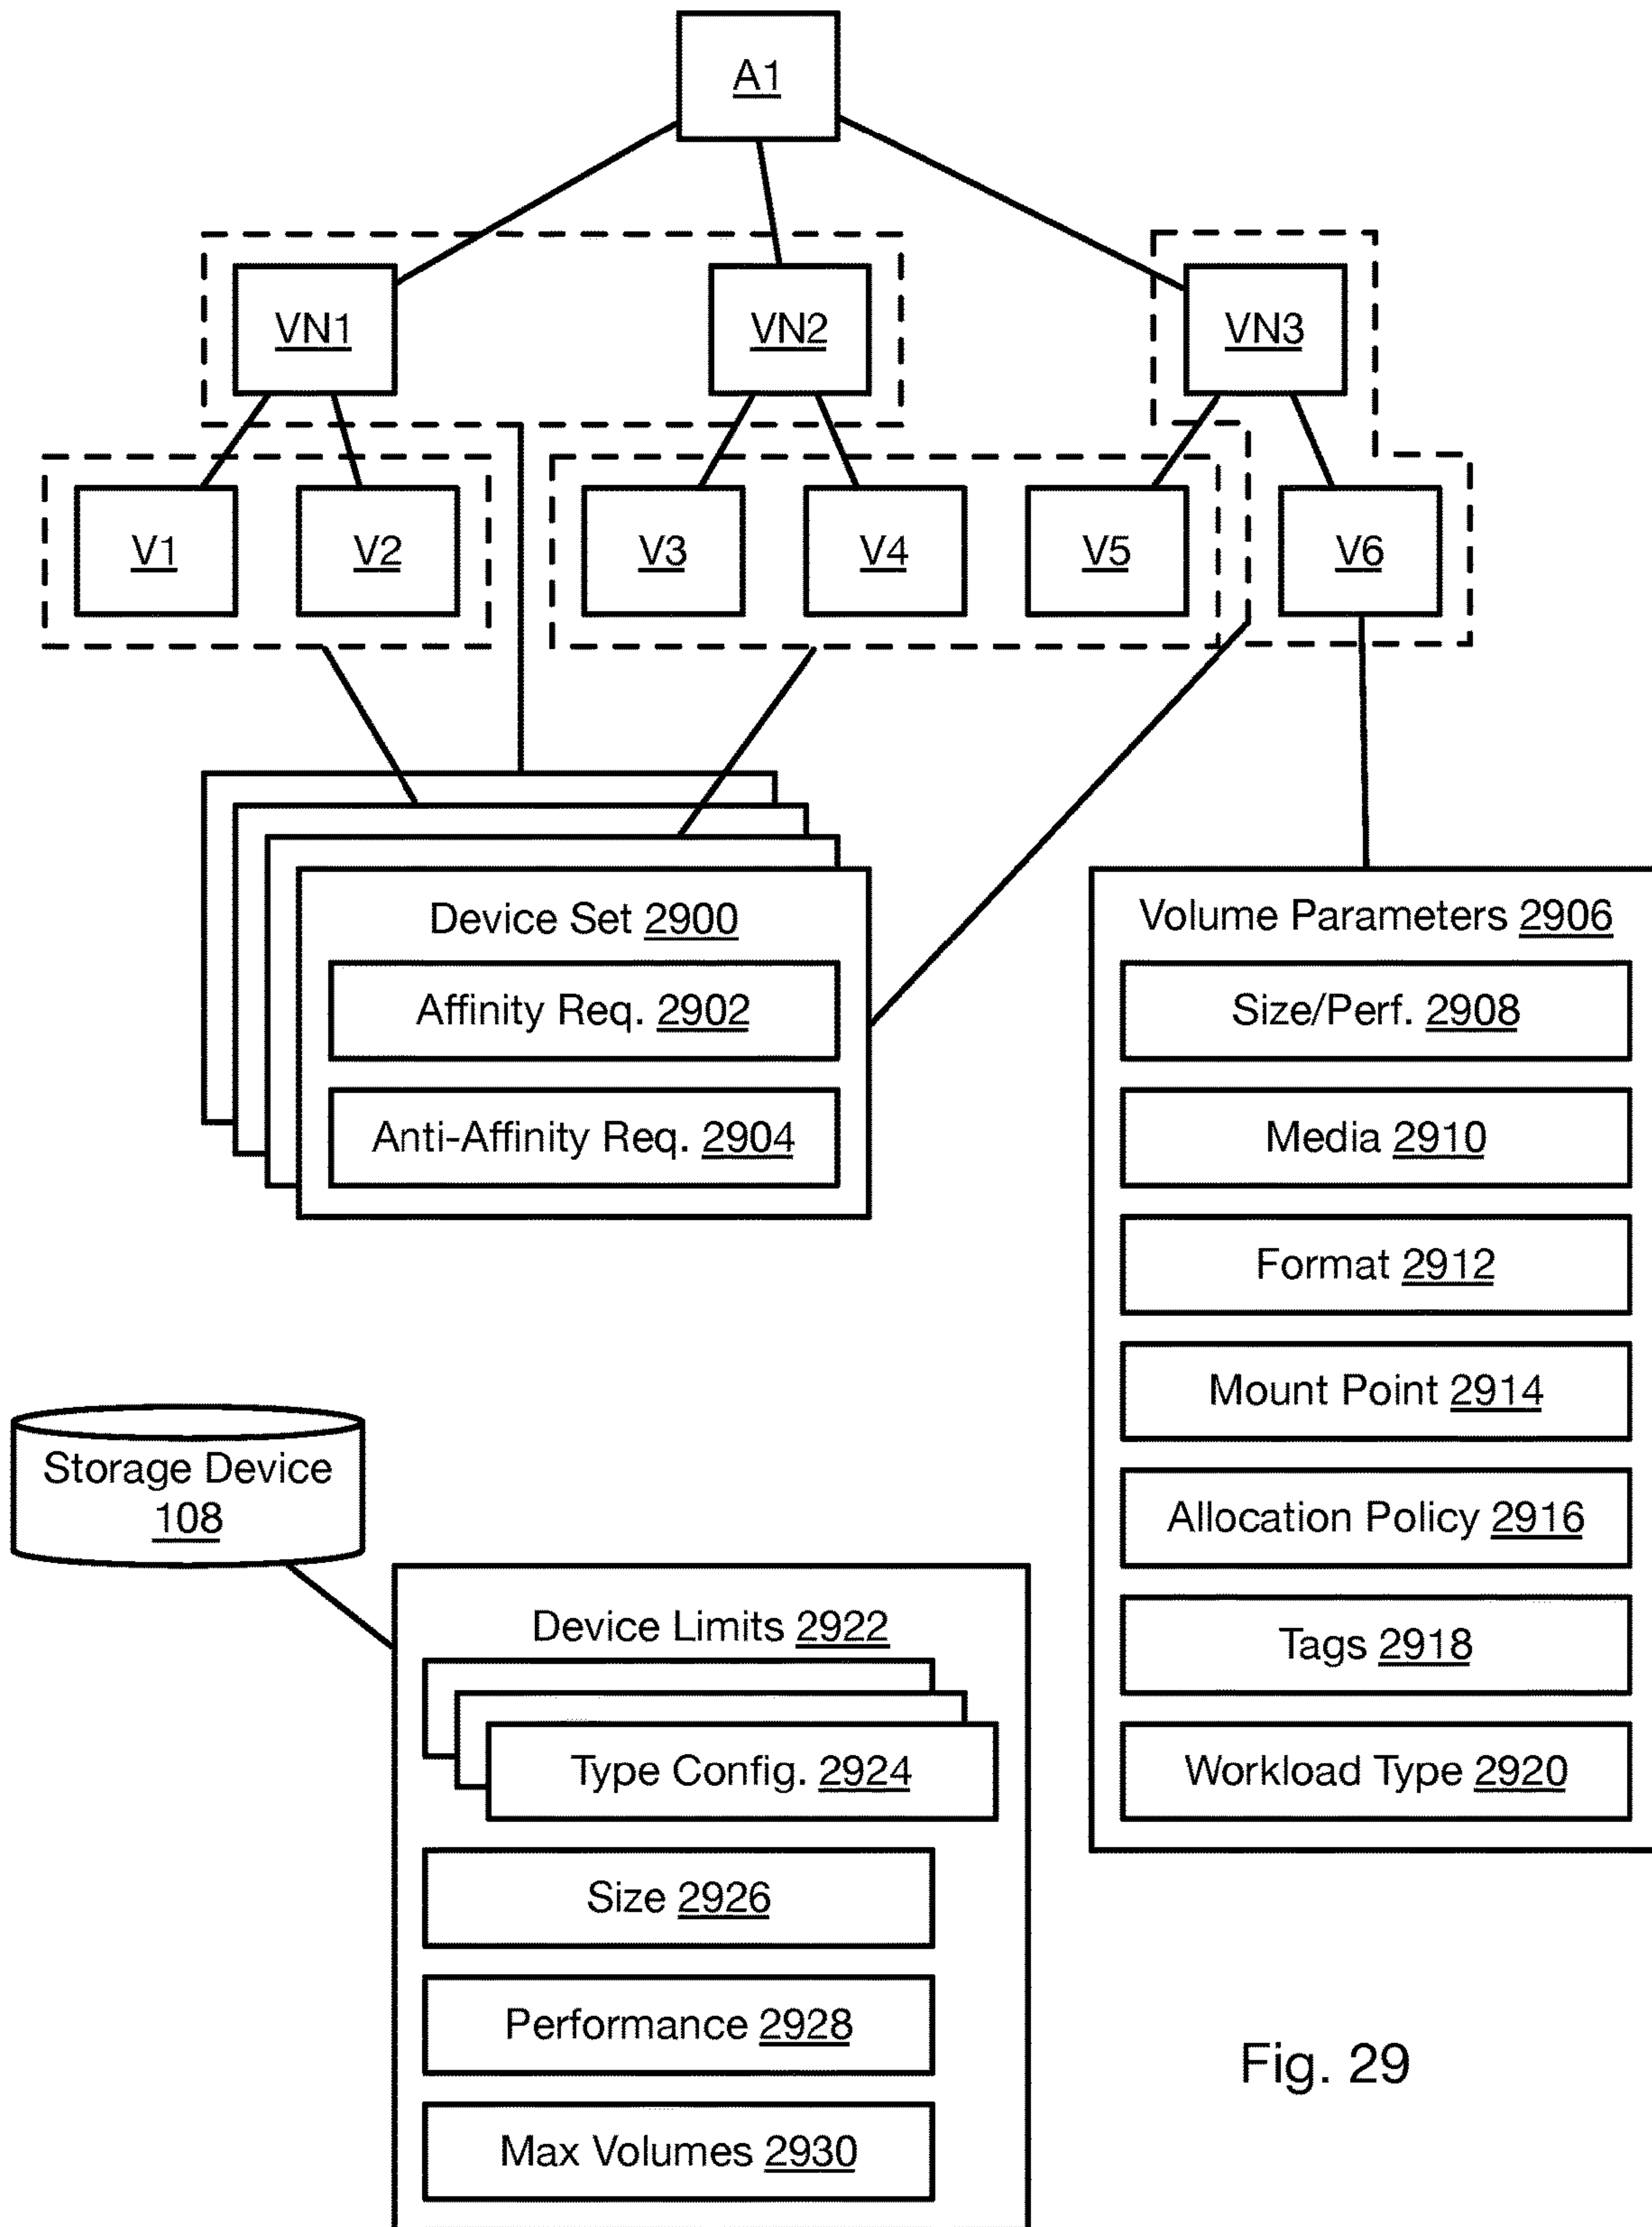 A1
VN1
VN2
VN3
V1
V2
V3
V4
V5
V6
Device Set 2900
Affinity Req. 2902
Anti-Affinity Req. 2904
Volume Parameters 2906
Size/Perf. 2908
Media 2910
Format 2912
Mount Point 2914
Allocation Policy 2916
Tags 2918
Workload Type 2920
Storage Device
108
Device Limits 2922
Type Config. 2924
Size 2926
Performance 2928
Max Volumes 2930
Fig. 29